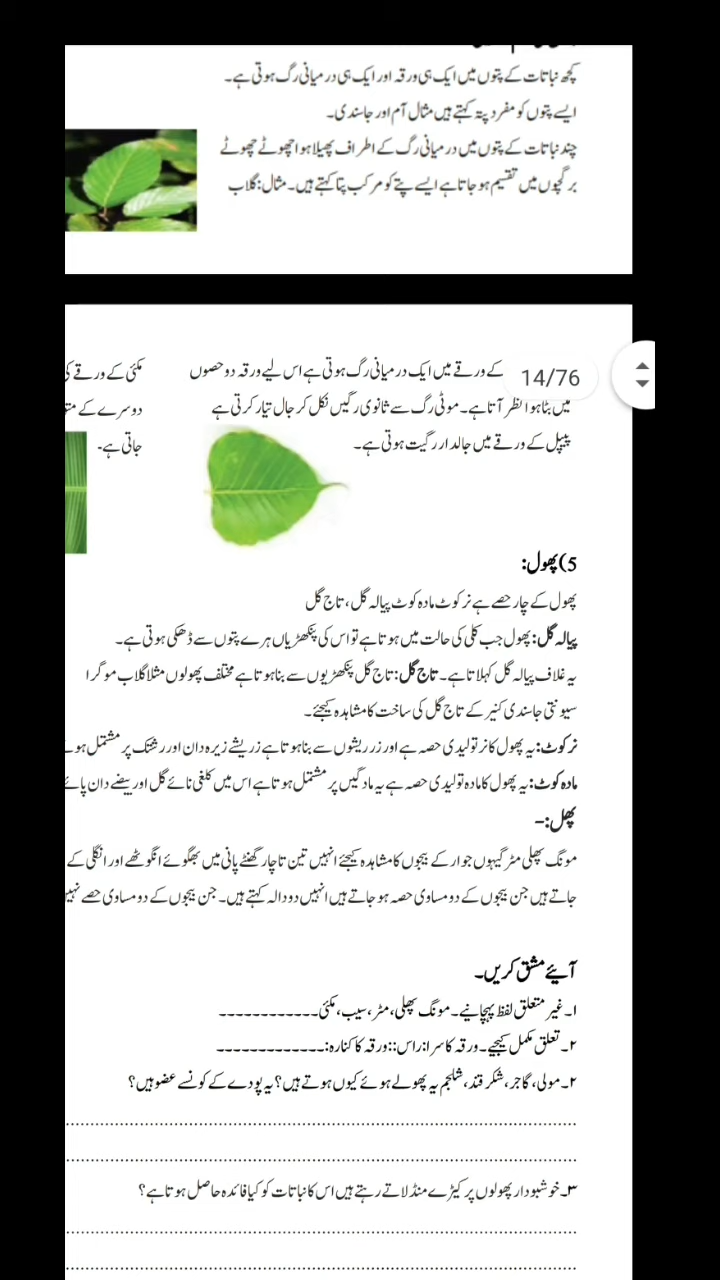 کچھ نباتات کے پتوں میں ایک ہی ورقہ اور ایک ہی درمیانی رگ ہوتی ہے۔
ایسے پتوں کو مفرد پتہ کہتے ہیں مثال آم اور جاسندی۔
چند نباتات کے پتوں میں درمیانی رگ کے اطراف پھیلا ہوا چھوٹے چھوٹے
برگچوں میں تقسیم ہوجاتا ہے ایسے پتے کو مرکب پتا کہتے ہیں۔ مثال: گلاب
کے ورقے میں ایک درمیانی رگ ہوتی ہے اس لیے ورقہ دو حصوں
14/76
میں بٹا ہوا نظر آتا ہے۔ موٹی رگ سے ثانوی رگیں نکل کر جال تیار کرتی ہے
پیپل کے ورقے میں جالدار رگیت ہوتی ہے۔
مکئی کے ورقے کی
دوسرے کے
جاتی ہے۔
5) پھول:
پھول کے چار حصے ہے نرکوٹ مادہ کوٹ پیالہ گل، تاج گل
پیالہ گل: پھول جب کلی کی حالت میں ہوتا ہے تو اس کی پنکھڑیاں ہرے پتوں سے ڈھکی ہوتی ہے۔
یہ غلاف پیالہ گل کہلاتا ہے۔ تاج گل: تاج گل پنکھڑیوں سے بنا ہوتا ہے مختلف پھولوں مثلا گلاب موگرا
سیونتی جاسندی کنیر کے تاج گل کی ساخت کا مشاہدہ کیجئے۔
نرکوٹ: یہ پھول کا نر تولیدی حصہ ہے اور زر ریشوں سے بنا ہوتا ہے زریشے زیرہ دان اور رشتک پر مشتمل
مادہ کوٹ: یہ پھول کا مادہ تولیدی حصہ ہے یہ مادگیں پر مشتمل ہوتا ہے اس میں کلغی نائے گل اور بیضے دان
پھل:-
مونگ پھلی مٹر گیہوں جوار کے بیجوں کا مشاہدہ کیجئے انہیں تین تا چار گھنٹے پانی میں بھگوئے انگوٹھے اور انگلی کے
جاتے ہیں جن بیجوں کے دو مساوی حصہ ہو جاتے ہیں انہیں دو دالہ کہتے ہیں۔ جن بیجوں کے دو مساوی حصے
آیئے مشق کریں۔
۱۔ غیر متعلق لفظ پہچانیے۔ مونگ پھلی، مٹر، سیب، مکئی۔۔۔۔۔۔۔۔۔۔۔۔
۲۔ تعلق مکمل کیجیے۔ ورقہ کا سرا: راس:: ورقہ کا کنارہ:۔۔۔۔۔۔۔۔۔۔۔۔۔
۲۔ مولی، گاجر، شکر قند، شلجم یہ پھولے ہوئے کیوں ہوتے ہیں؟ یہ پودے کے کونسے عضو ہیں؟
۳۔ خوشبودار پھولوں پر کیڑے منڈلاتے رہتے ہیں اس کا نباتات کو کیا فائدہ حاصل ہوتا ہے؟